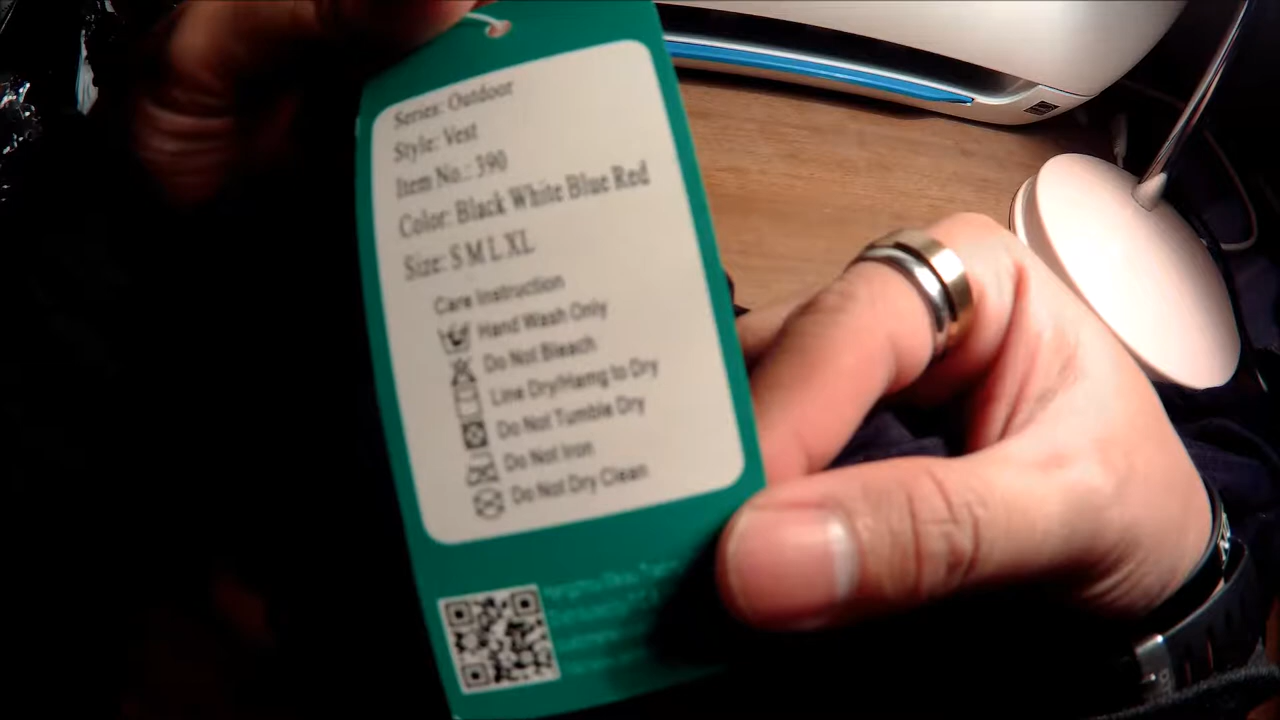 Series: Outdoor
Style: Vest
Item No.: 390
Color: Black White Blue Red
Size: S M L XL
Care Instruction
Hand Wash Only
Do Not Bleach
Line Dry/Hamg to Dry
Do Not Tumble Dry
Do Not Iron
Do Not Dry Clean